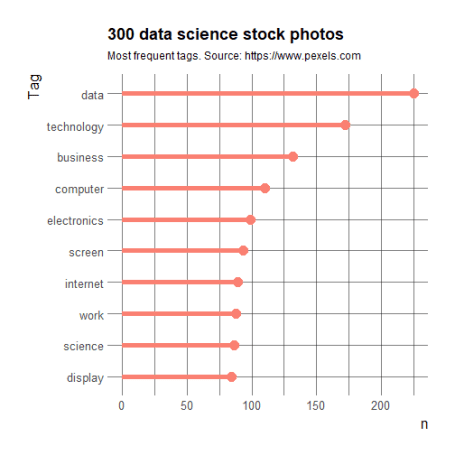 300 data science stock photos
Most frequent tags. Source: https://www.pexels.com
Tag
data
technology
business
computer
electronics
screen
internet
work
science
display
0 50 100 150 200
n